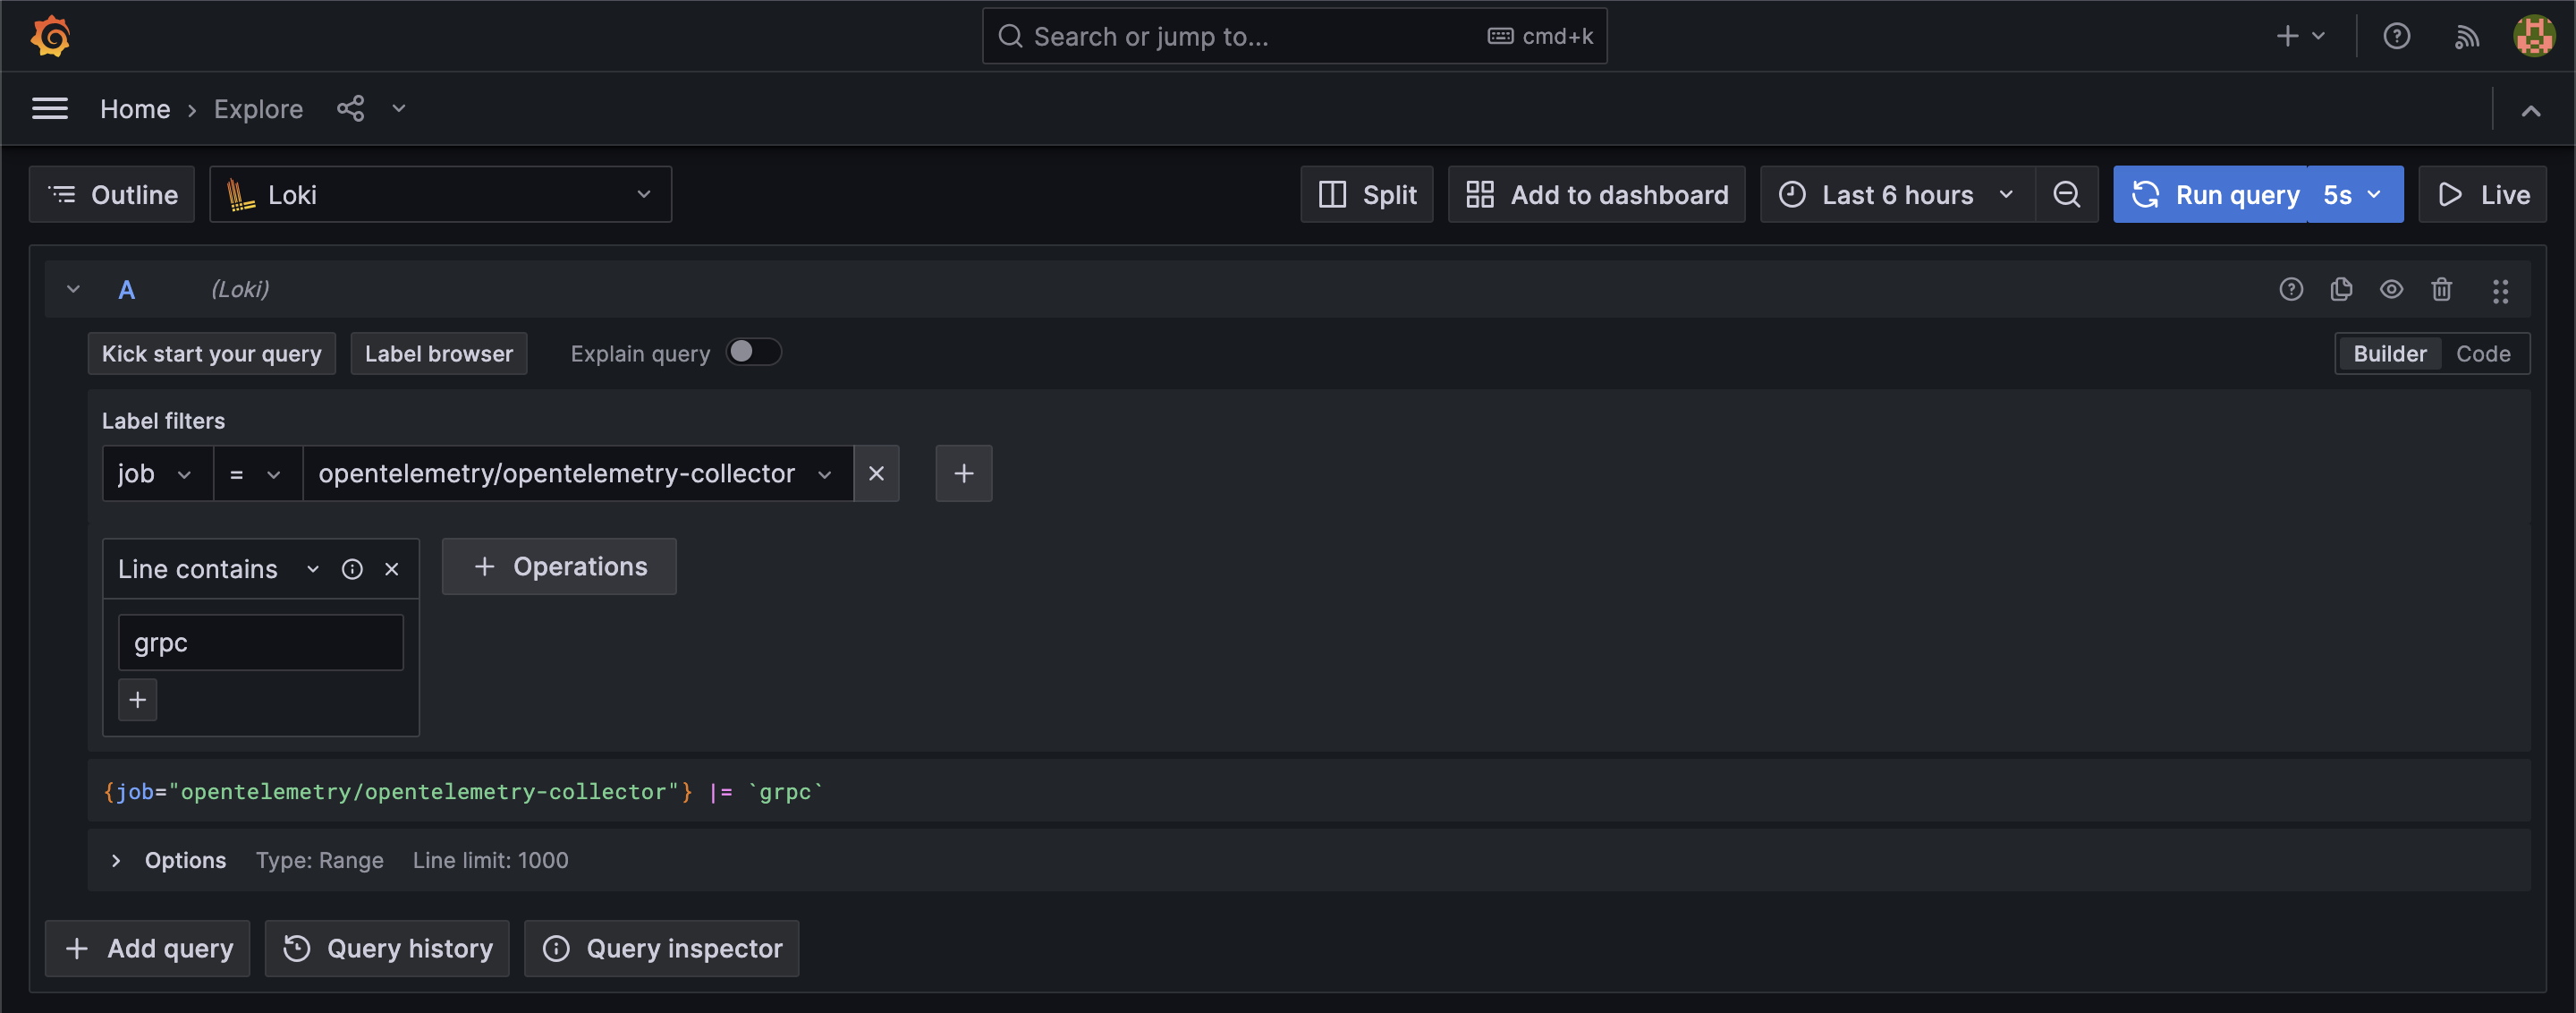 Search or jump to... cmd+k
Home › Explore
Outline Loki Split Add to dashboard Last 6 hours Run query 5s Live
A (Loki)
Kick start your query Label browser Explain query Builder Code
Label filters
job = opentelemetry/opentelemetry-collector
Line contains Operations
grpc
{job="opentelemetry/opentelemetry-collector"} |= `grpc`
Options Type: Range Line limit: 1000
Add query Query history Query inspector